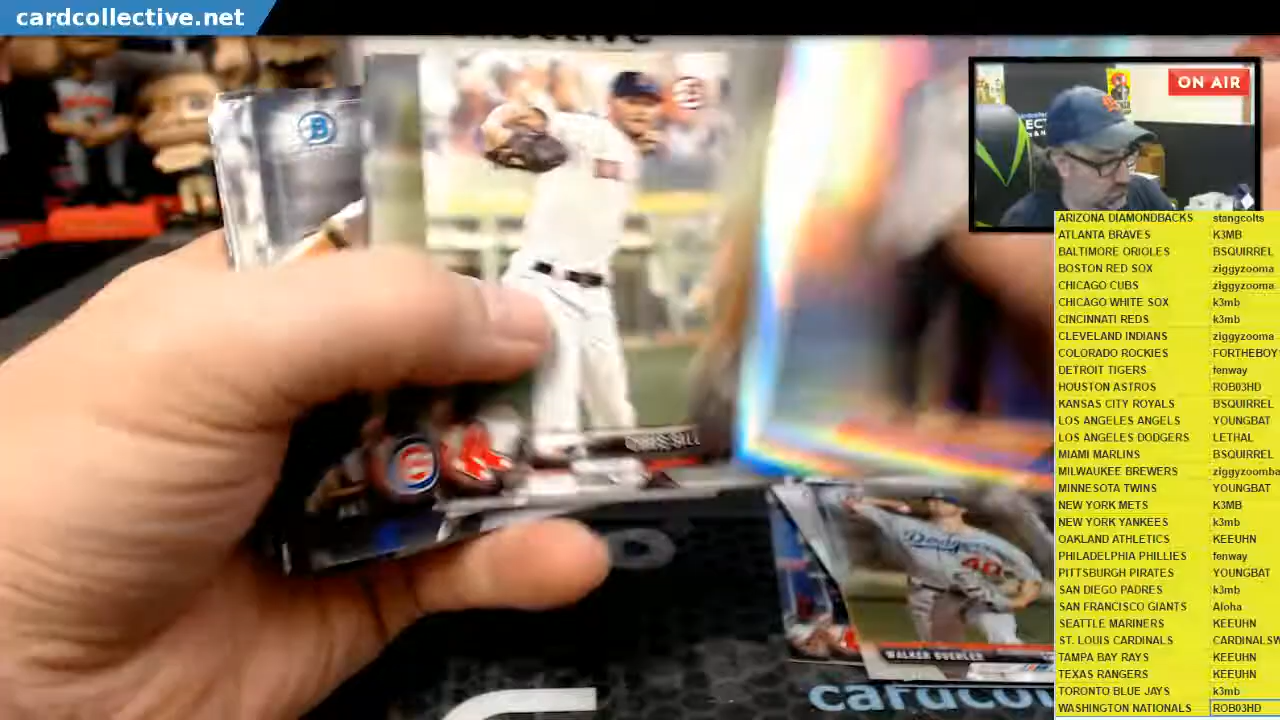 cardcollective.net
ON AIR
ARIZONA DIAMONDBACKS stangcolts
ATLANTA BRAVES K3MB
BALTIMORE ORIOLES BSQUIRREL
BOSTON RED SOX ziggyzooma
CHICAGO CUBS ziggyzooma
CHICAGO WHITE SOX k3mb
CINCINNATI REDS k3mb
CLEVELAND INDIANS ziggyzooma
COLORADO ROCKIES FORTHEBOY
DETROIT TIGERS fenway
HOUSTON ASTROS ROB03HD
KANSAS CITY ROYALS BSQUIRREL
LOS ANGELES ANGELS YOUNGBAT
LOS ANGELES DODGERS LETHAL
MIAMI MARLINS BSQUIRREL
MILWAUKEE BREWERS ziggyzoomba
MINNESOTA TWINS YOUNGBAT
NEW YORK METS K3MB
NEW YORK YANKEES k3mb
OAKLAND ATHLETICS KEEUHN
PHILADELPHIA PHILLIES fenway
PITTSBURGH PIRATES YOUNGBAT
SAN DIEGO PADRES k3mb
SAN FRANCISCO GIANTS Aloha
SEATTLE MARINERS KEEUHN
ST. LOUIS CARDINALS CARDINALSW
TAMPA BAY RAYS KEEUHN
TEXAS RANGERS KEEUHN
TORONTO BLUE JAYS k3mb
WASHINGTON NATIONALS ROB03HD
B
Dodgers
40
WALKER BUEHLER
cardco